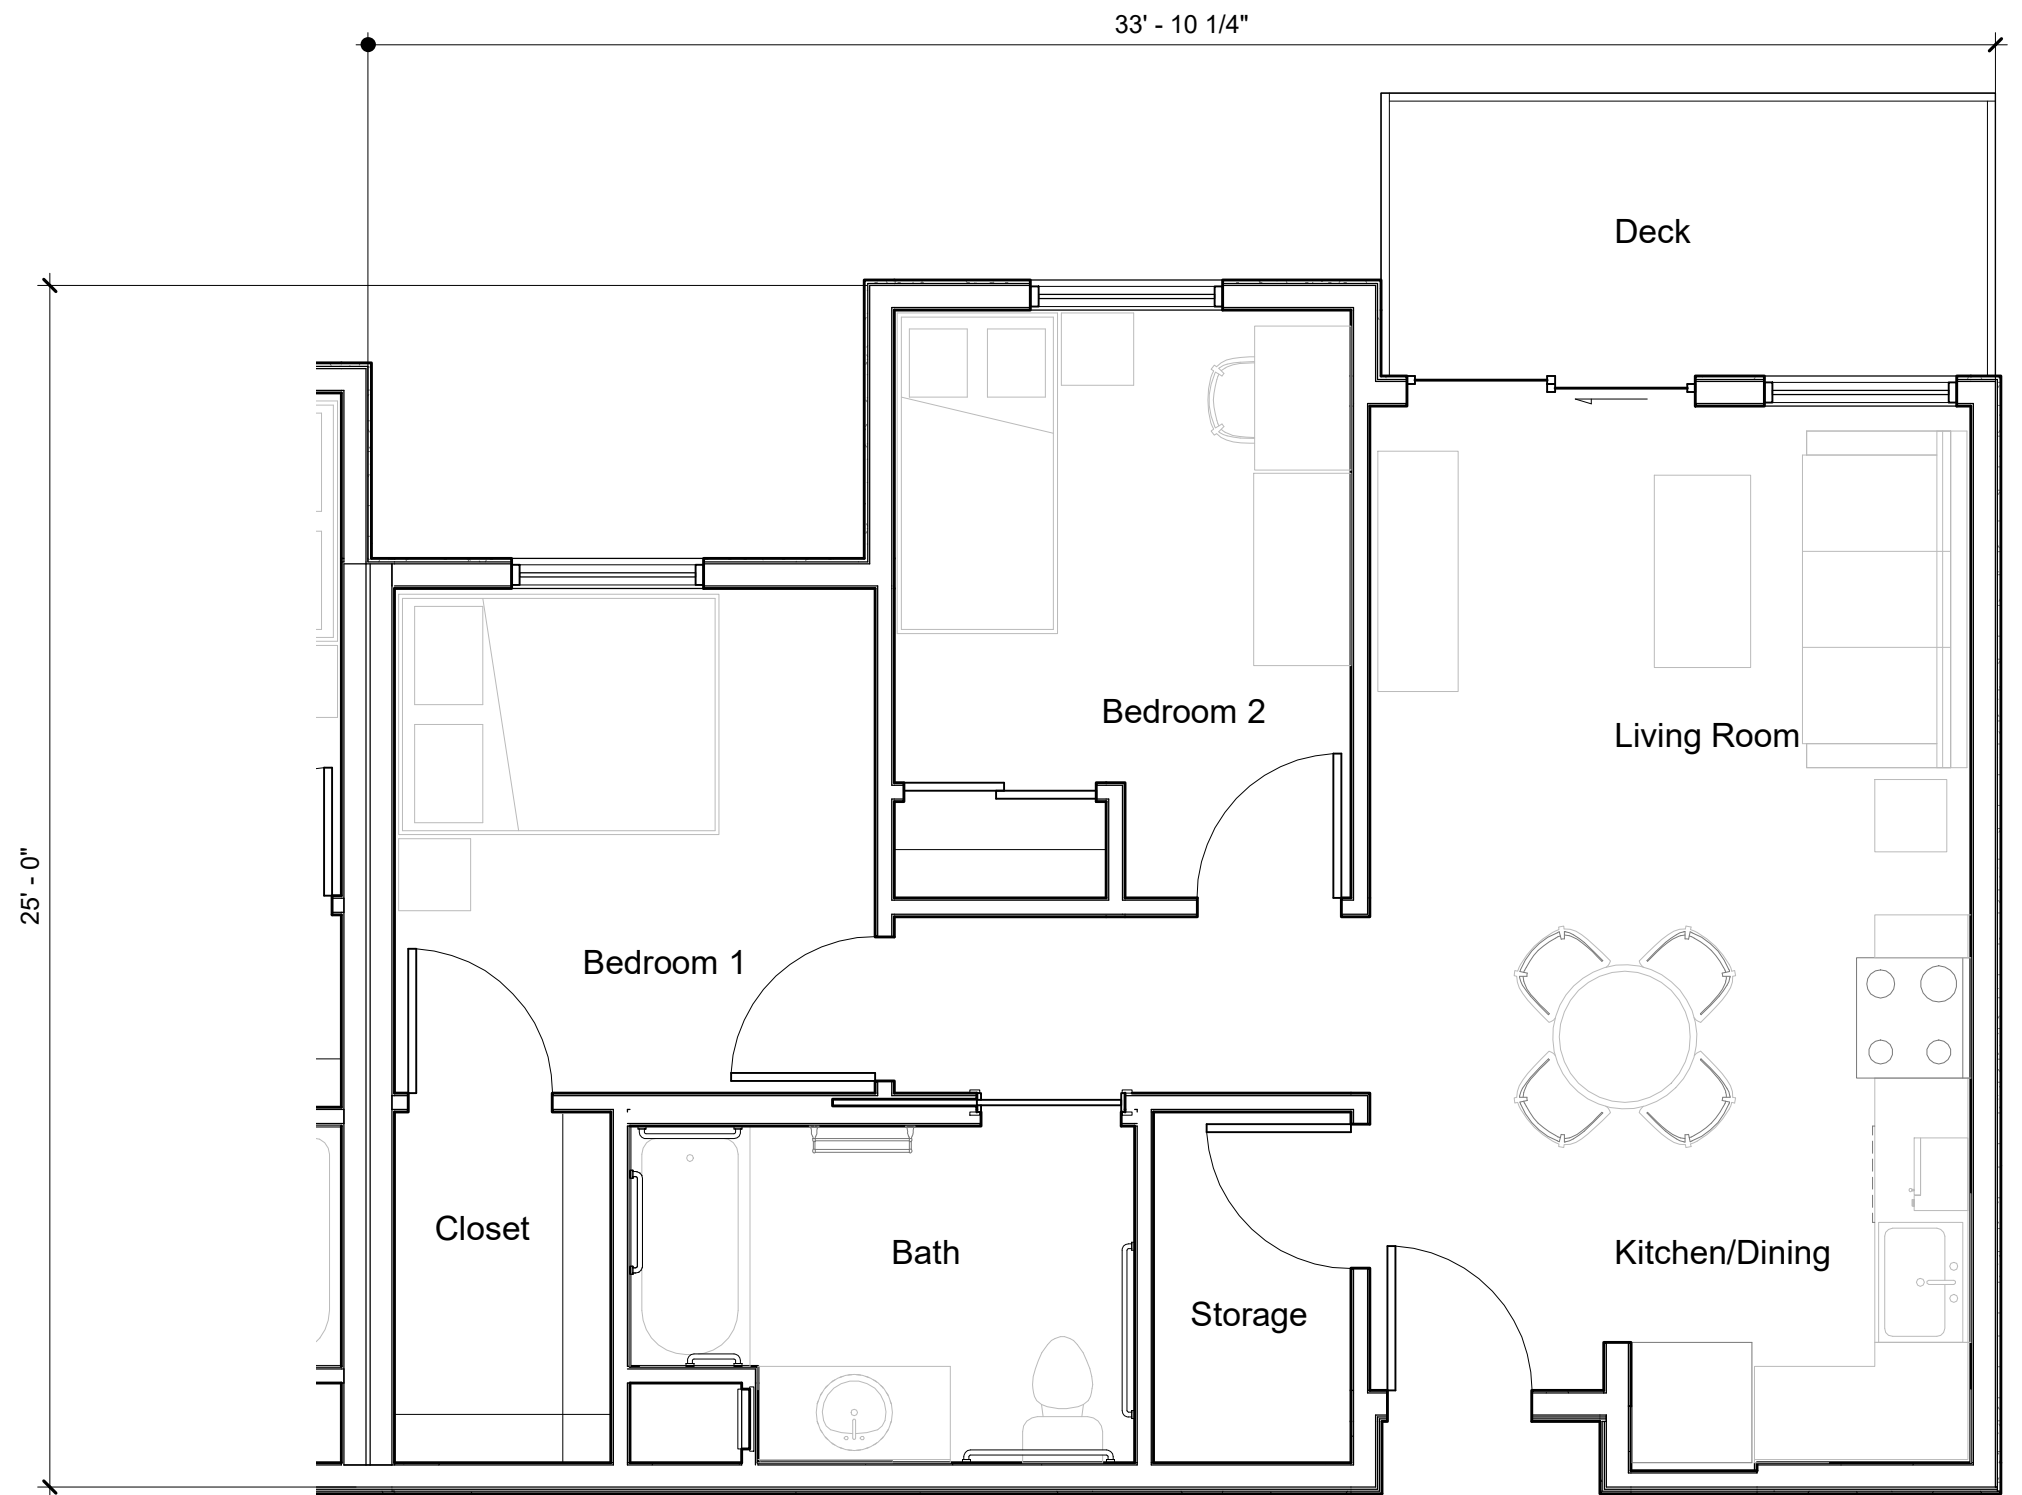 33' - 10 1/4"
Deck
25' - 0"
Bedroom 2
Living Room
Bedroom 1
Closet
Bath
Kitchen/Dining
Storage